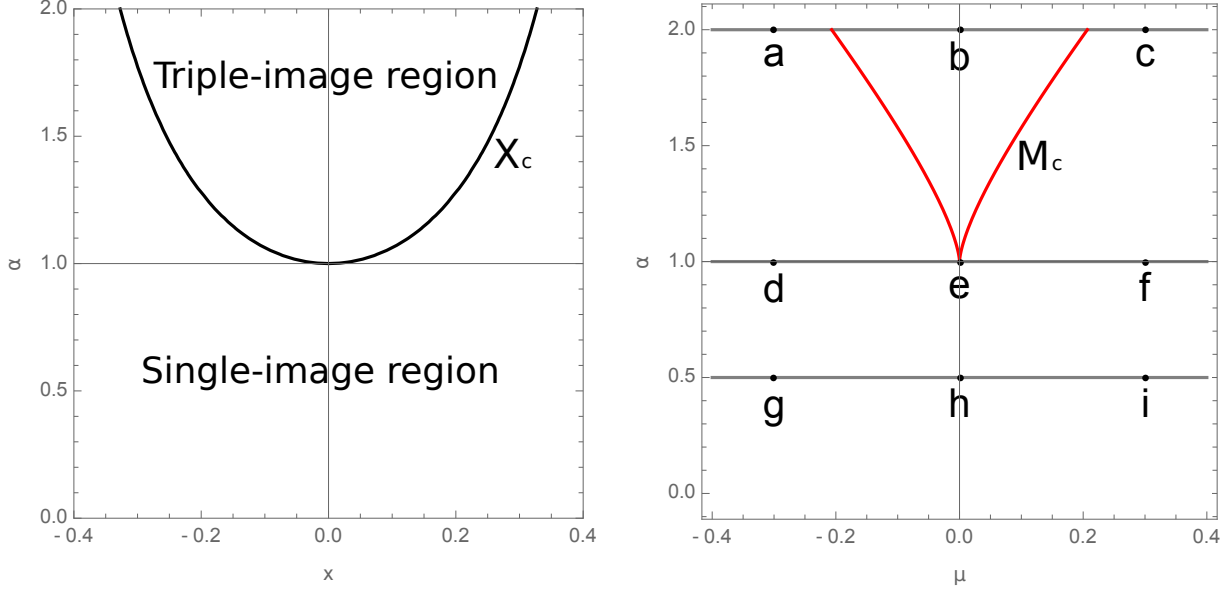 2.0
Triple-image region
1.5
Xc
α
1.0
Single-image region
0.5
0.0
-0.4
-0.2
0.0
0.2
0.4
x
2.0
a
b
c
1.5
Mc
α
1.0
d
e
f
0.5
g
h
i
0.0
-0.4
-0.2
0.0
0.2
0.4
μ